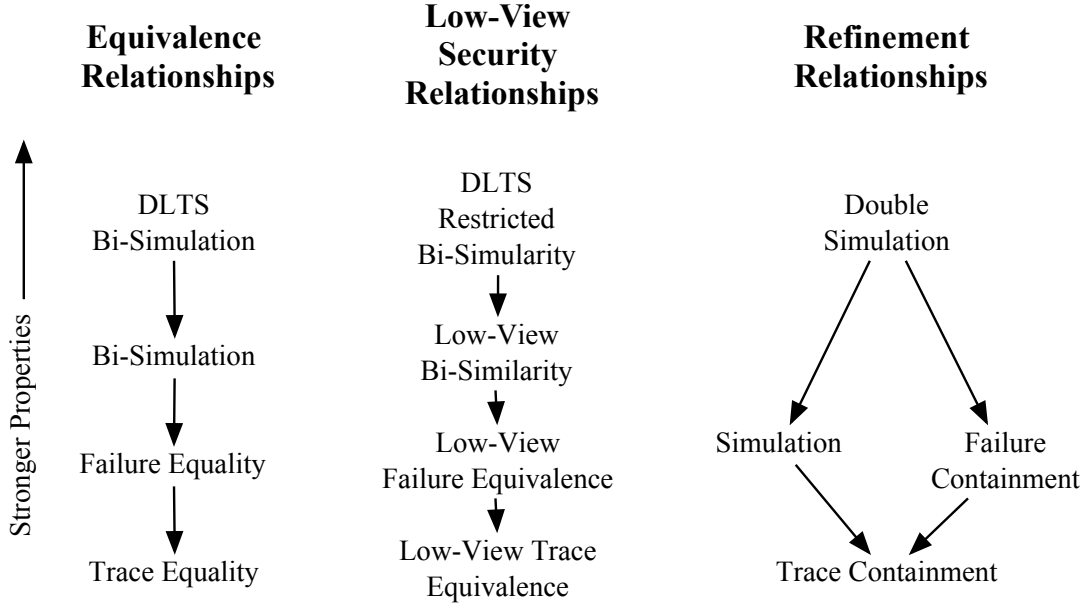 Equivalence
Relationships
Low-View
Security
Relationships
Refinement
Relationships
Stronger Properties
DLTS
Bi-Simulation
Bi-Simulation
Failure Equality
Trace Equality
DLTS
Restricted
Bi-Simularity
Low-View
Bi-Similarity
Low-View
Failure Equivalence
Low-View Trace
Equivalence
Double
Simulation
Simulation
Failure
Containment
Trace Containment